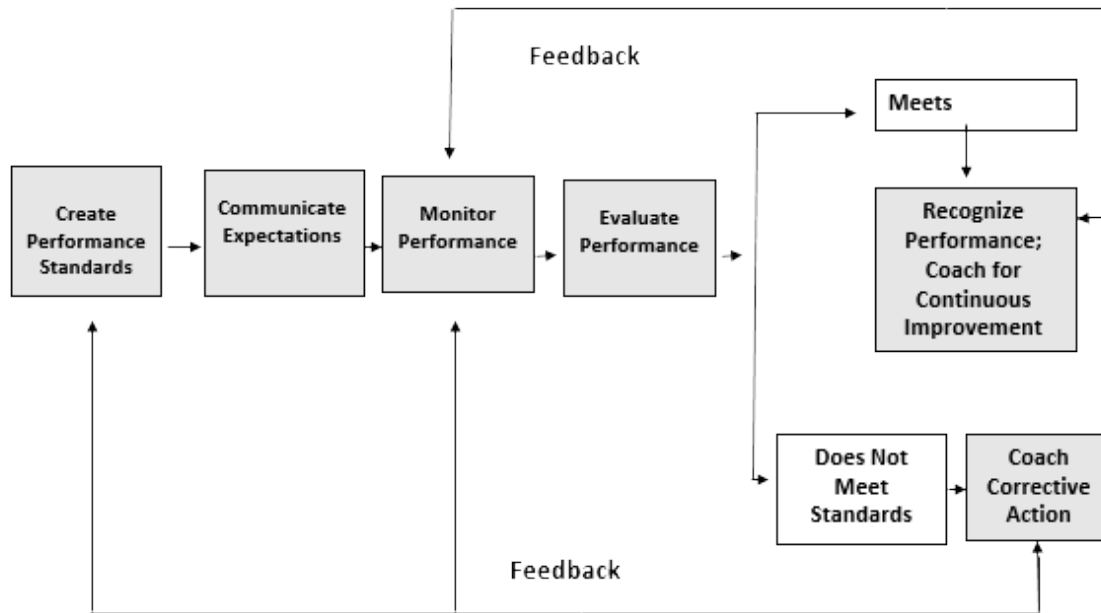 Feedback
Meets
Create
Performance
Standards
Communicate
Expectations
Monitor
Performance
Evaluate
Performance
Recognize
Performance;
Coach for
Continuous
Improvement
Does Not
Meet
Standards
Coach
Corrective
Action
Feedback